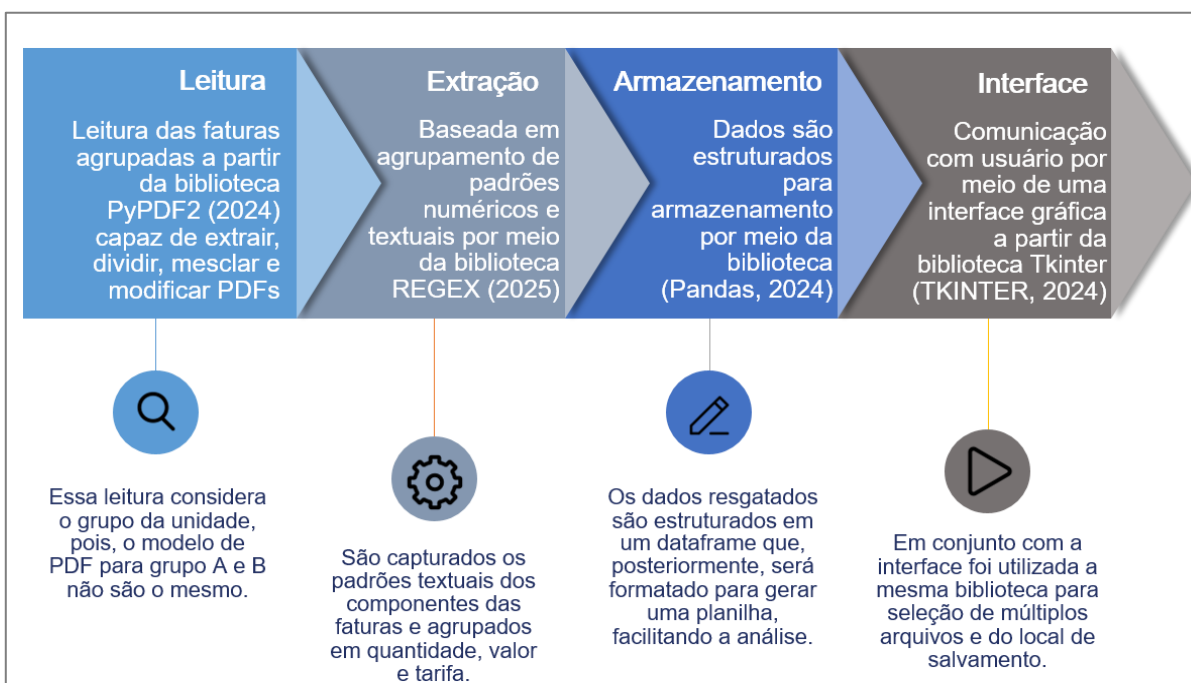 Leitura
Leitura das faturas
agrupadas a partir
da biblioteca
PyPDF2 (2024)
capaz de extrair,
dividir, mesclar e
modificar PDFs
Extração
Baseada em
agrupamento de
padrões
numéricos e
textuais por meio
da biblioteca
REGEX (2025)
Armazenamento
Dados são
estruturados
para
armazenamento
por meio da
biblioteca
(Pandas, 2024)
Interface
Comunicação
com usuário por
meio de uma
interface gráfica
a partir da
biblioteca Tkinter
(TKINTER, 2024)
Essa leitura considera
o grupo da unidade,
pois, o modelo de
PDF para grupo A e B
não são o mesmo.
São capturados os
padrões textuais dos
componentes das
faturas e agrupados
em quantidade, valor
e tarifa.
Os dados resgatados
são estruturados em
um dataframe que,
posteriormente, será
formatado para gerar
uma planilha,
facilitando a análise.
Em conjunto com a
interface foi utilizada a
mesma biblioteca para
seleção de múltiplos
arquivos e do local de
salvamento.